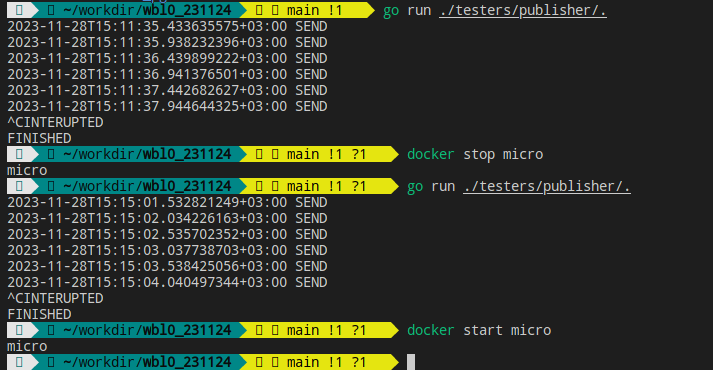 ~/workdir/wbl0_231124 main !1 go run ./testers/publisher/.
2023-11-28T15:11:35.433635575+03:00 SEND
2023-11-28T15:11:35.938232396+03:00 SEND
2023-11-28T15:11:36.439899222+03:00 SEND
2023-11-28T15:11:36.941376501+03:00 SEND
2023-11-28T15:11:37.442682627+03:00 SEND
2023-11-28T15:11:37.944644325+03:00 SEND
^CINTERUPTED
FINISHED
~/workdir/wbl0_231124 main !1 ?1 docker stop micro
micro
~/workdir/wbl0_231124 main !1 ?1 go run ./testers/publisher/.
2023-11-28T15:15:01.532821249+03:00 SEND
2023-11-28T15:15:02.034226163+03:00 SEND
2023-11-28T15:15:02.535702352+03:00 SEND
2023-11-28T15:15:03.037738703+03:00 SEND
2023-11-28T15:15:03.538425056+03:00 SEND
2023-11-28T15:15:04.040497344+03:00 SEND
^CINTERUPTED
FINISHED
~/workdir/wbl0_231124 main !1 ?1 docker start micro
micro
~/workdir/wbl0_231124 main !1 ?1